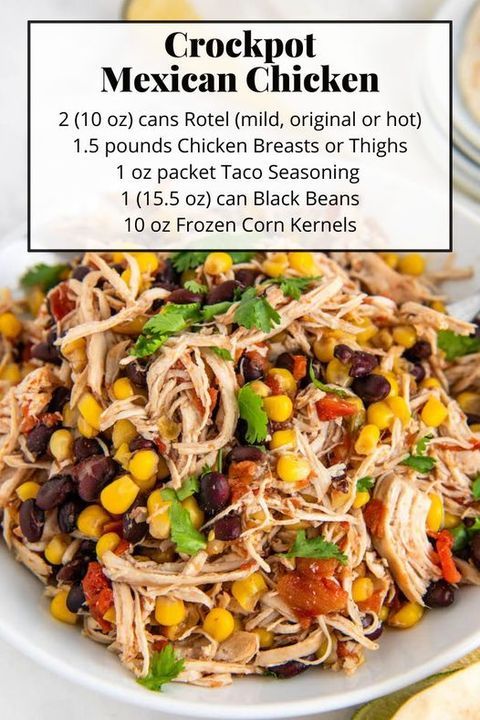 Crockpot
Mexican Chicken
2 (10 oz) cans Rotel (mild, original or hot)
1.5 pounds Chicken Breasts or Thighs
1 oz packet Taco Seasoning
1 (15.5 oz) can Black Beans
10 oz Frozen Corn Kernels